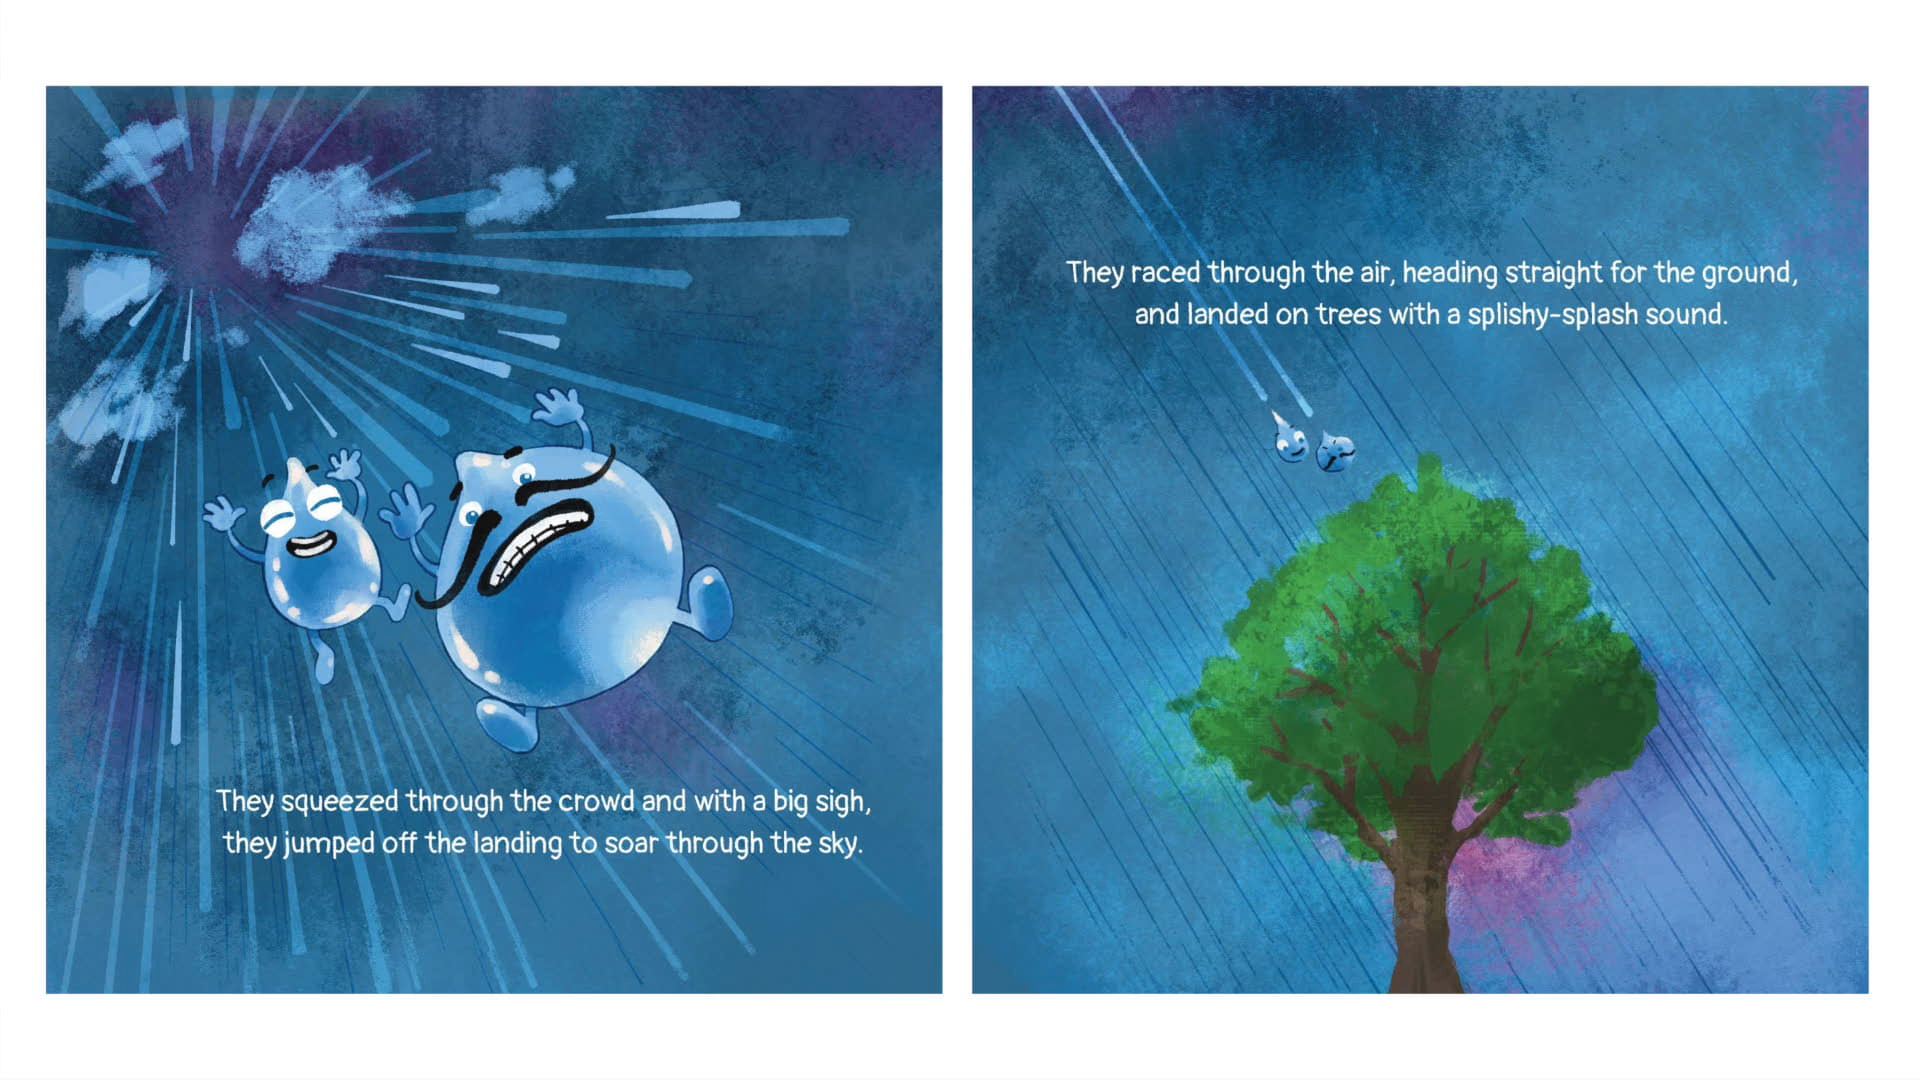 They squeezed through the crowd and with a big sigh,
they jumped off the landing to soar through the sky.
They raced through the air, heading straight for the ground,
and landed on trees with a splishy-splash sound.